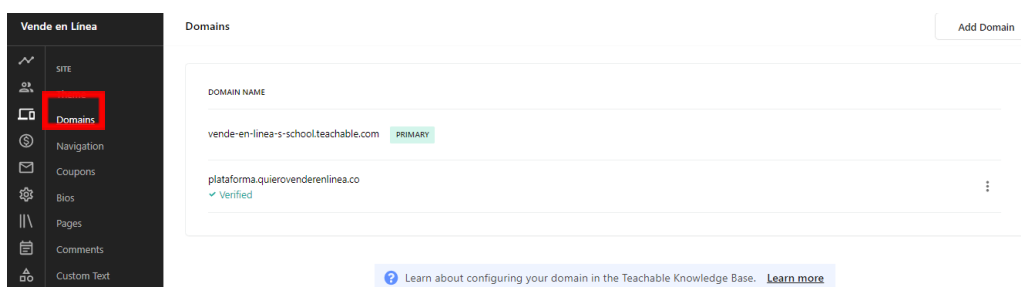 Vende en Línea
Domains
Add Domain
SITE
Domains
Navigation
Coupons
Bios
Pages
Comments
Custom Text
DOMAIN NAME
vende-en-linea-s-school.teachable.com PRIMARY
plataforma.quierovenderenlinea.co
Verified
Learn about configuring your domain in the Teachable Knowledge Base. Learn more